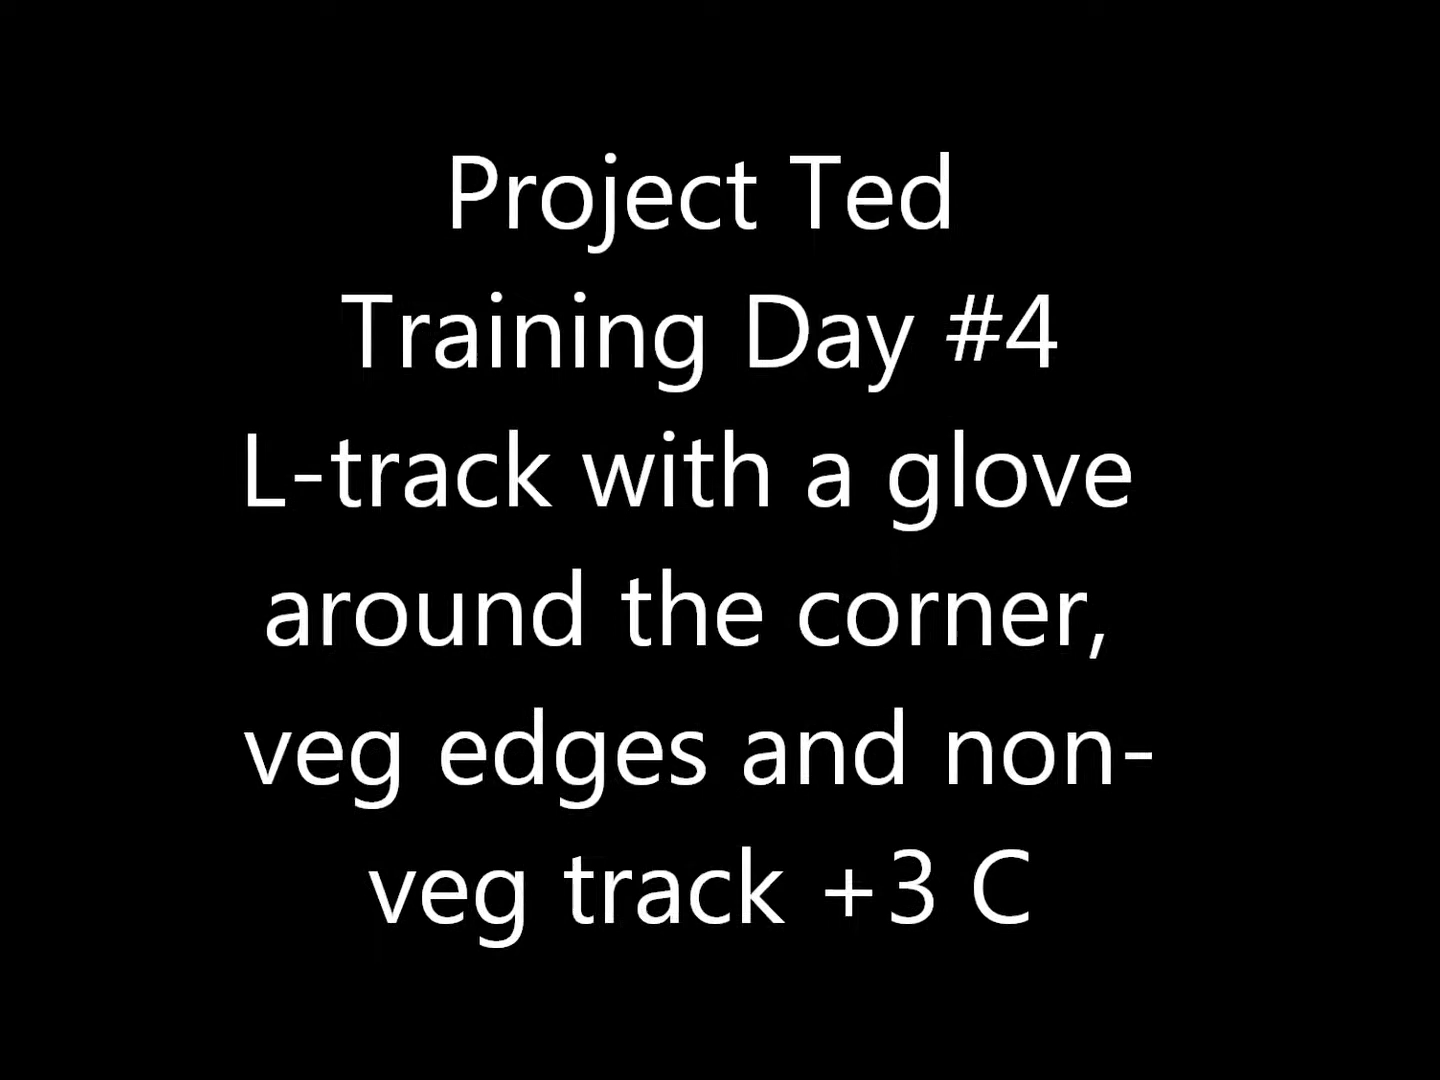 Project Ted
Training Day #4
L-track with a glove
around the corner,
veg edges and non-
veg track +3 C